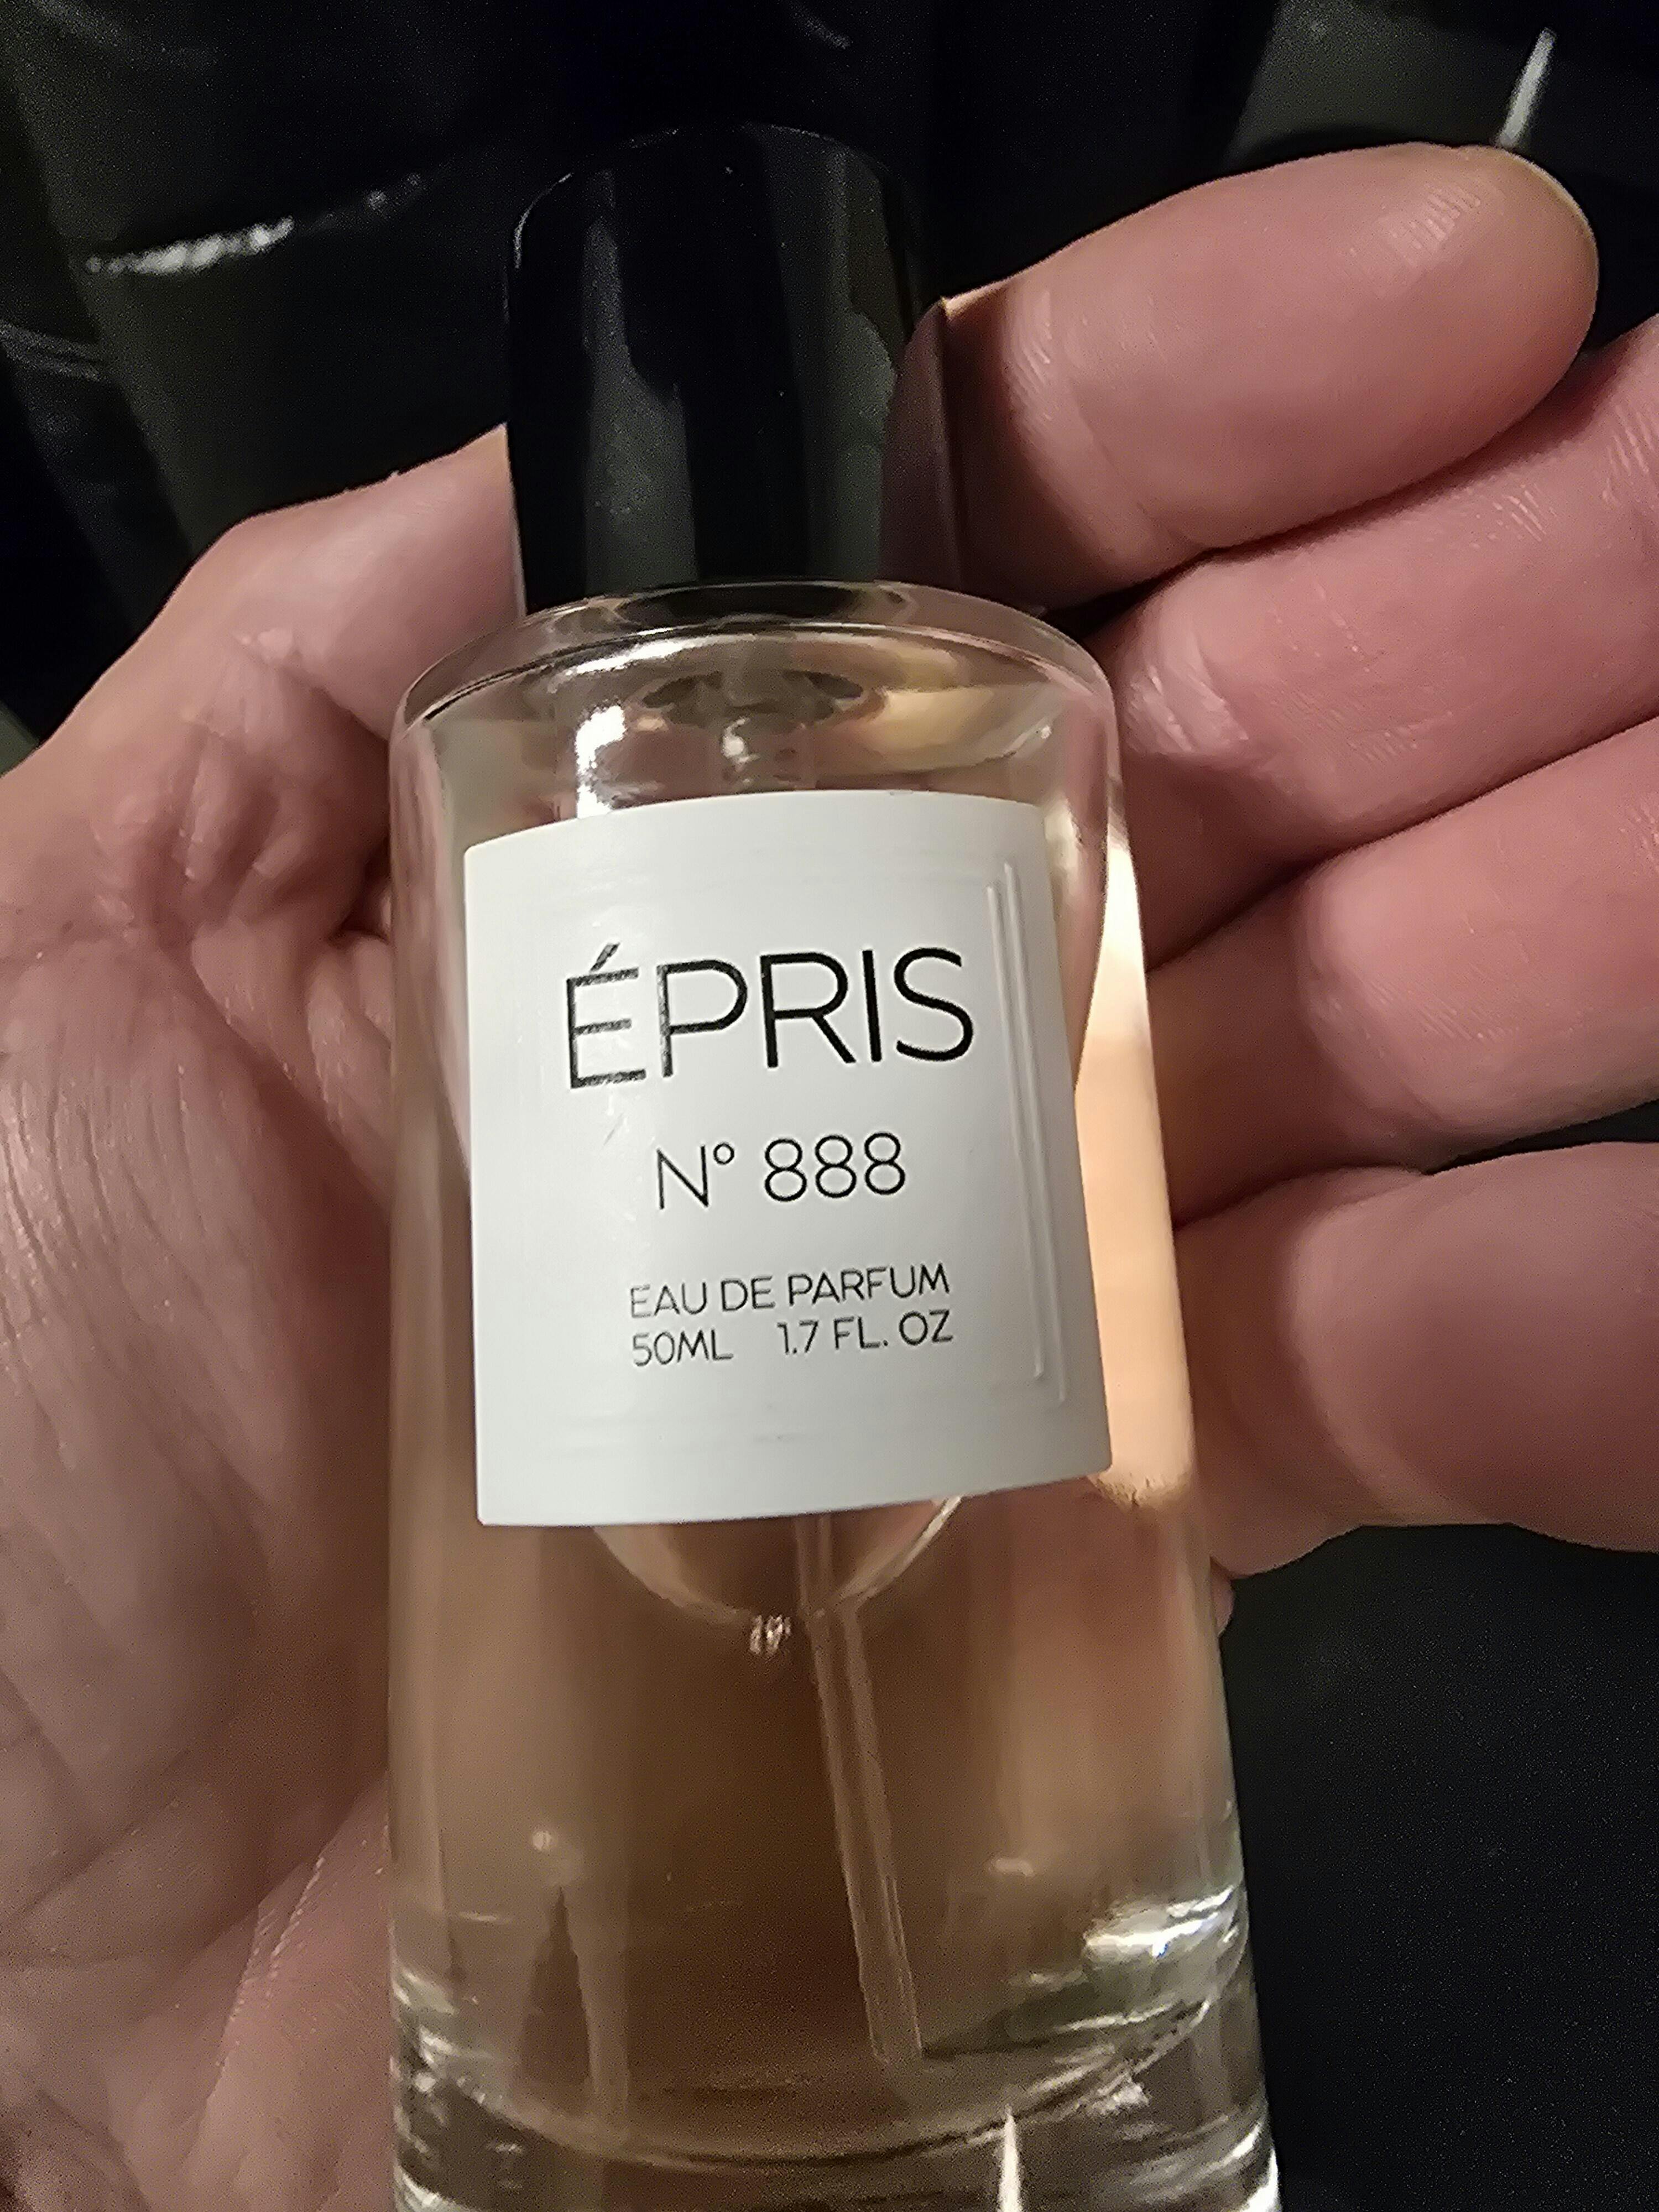 ÉPRIS
N° 888
EAU DE PARFUM
50ML 1.7 FL. OZ